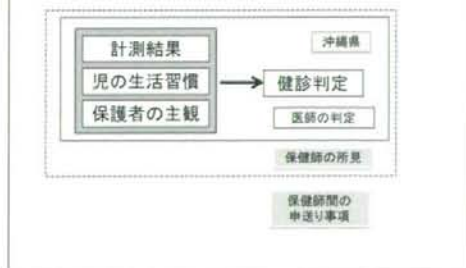 計測結果
児の生活習慣
保護者の主観
沖縄県
健診判定
医師の判定
保健師の所見
保健師間の
申送り事項